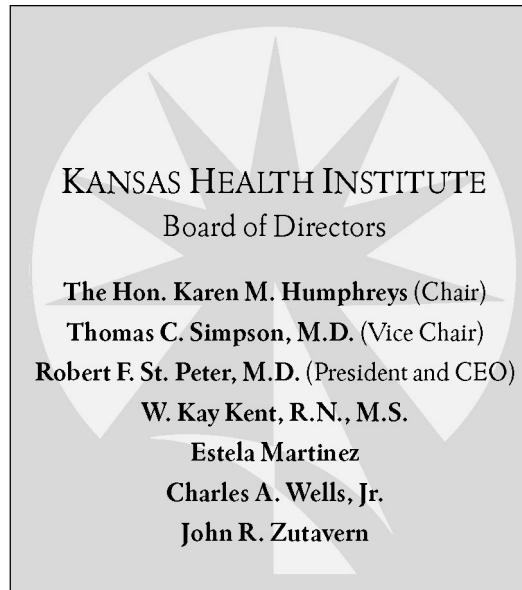 KANSAS HEALTH INSTITUTE
Board of Directors
The Hon. Karen M. Humphreys (Chair)
Thomas C. Simpson, M.D. (Vice Chair)
Robert F. St. Peter, M.D. (President and CEO)
W. Kay Kent, R.N., M.S.
Estela Martinez
Charles A. Wells, Jr.
John R. Zutavern